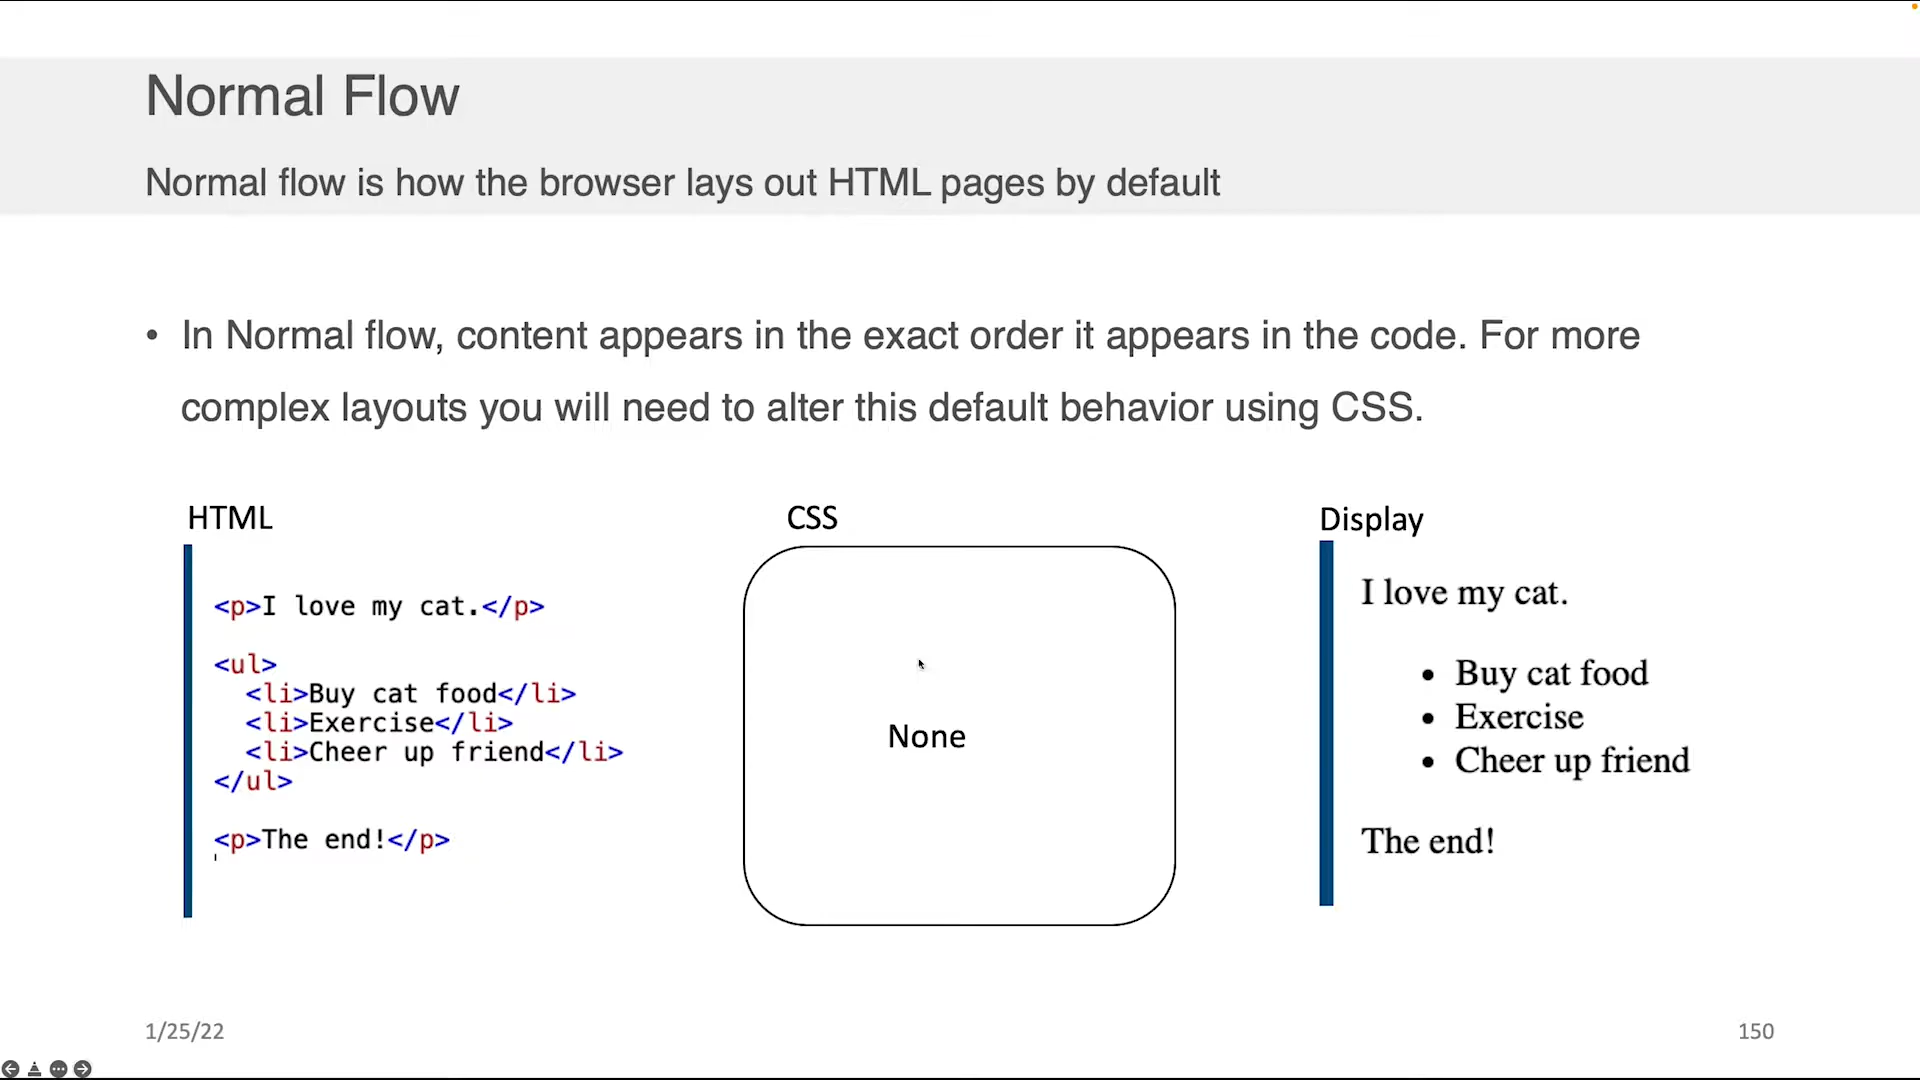 Normal Flow
Normal flow is how the browser lays out HTML pages by default
• In Normal flow, content appears in the exact order it appears in the code. For more
complex layouts you will need to alter this default behavior using CSS.
HTML
<p>I love my cat.</p>
<ul>
<li>Buy cat food</li>
<li>Exercise</li>
<li>Cheer up friend</li>
</ul>
<p>The end!</p>
CSS
None
Display
I love my cat.
• Buy cat food
• Exercise
• Cheer up friend
The end!
1/25/22
150